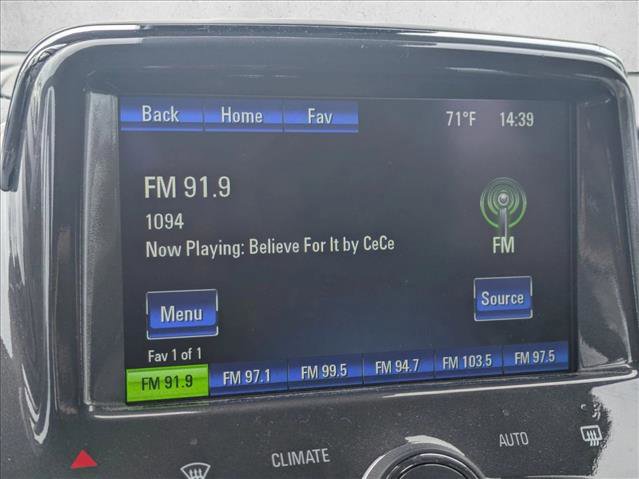 Back Home Fav 71°F 14:39
FM 91.9
1094
Now Playing: Believe For It by CeCe
FM
Menu Source
Fav 1 of 1
FM 91.9 FM 97.1 FM 99.5 FM 94.7 FM 103.5 FM 97.5
CLIMATE AUTO